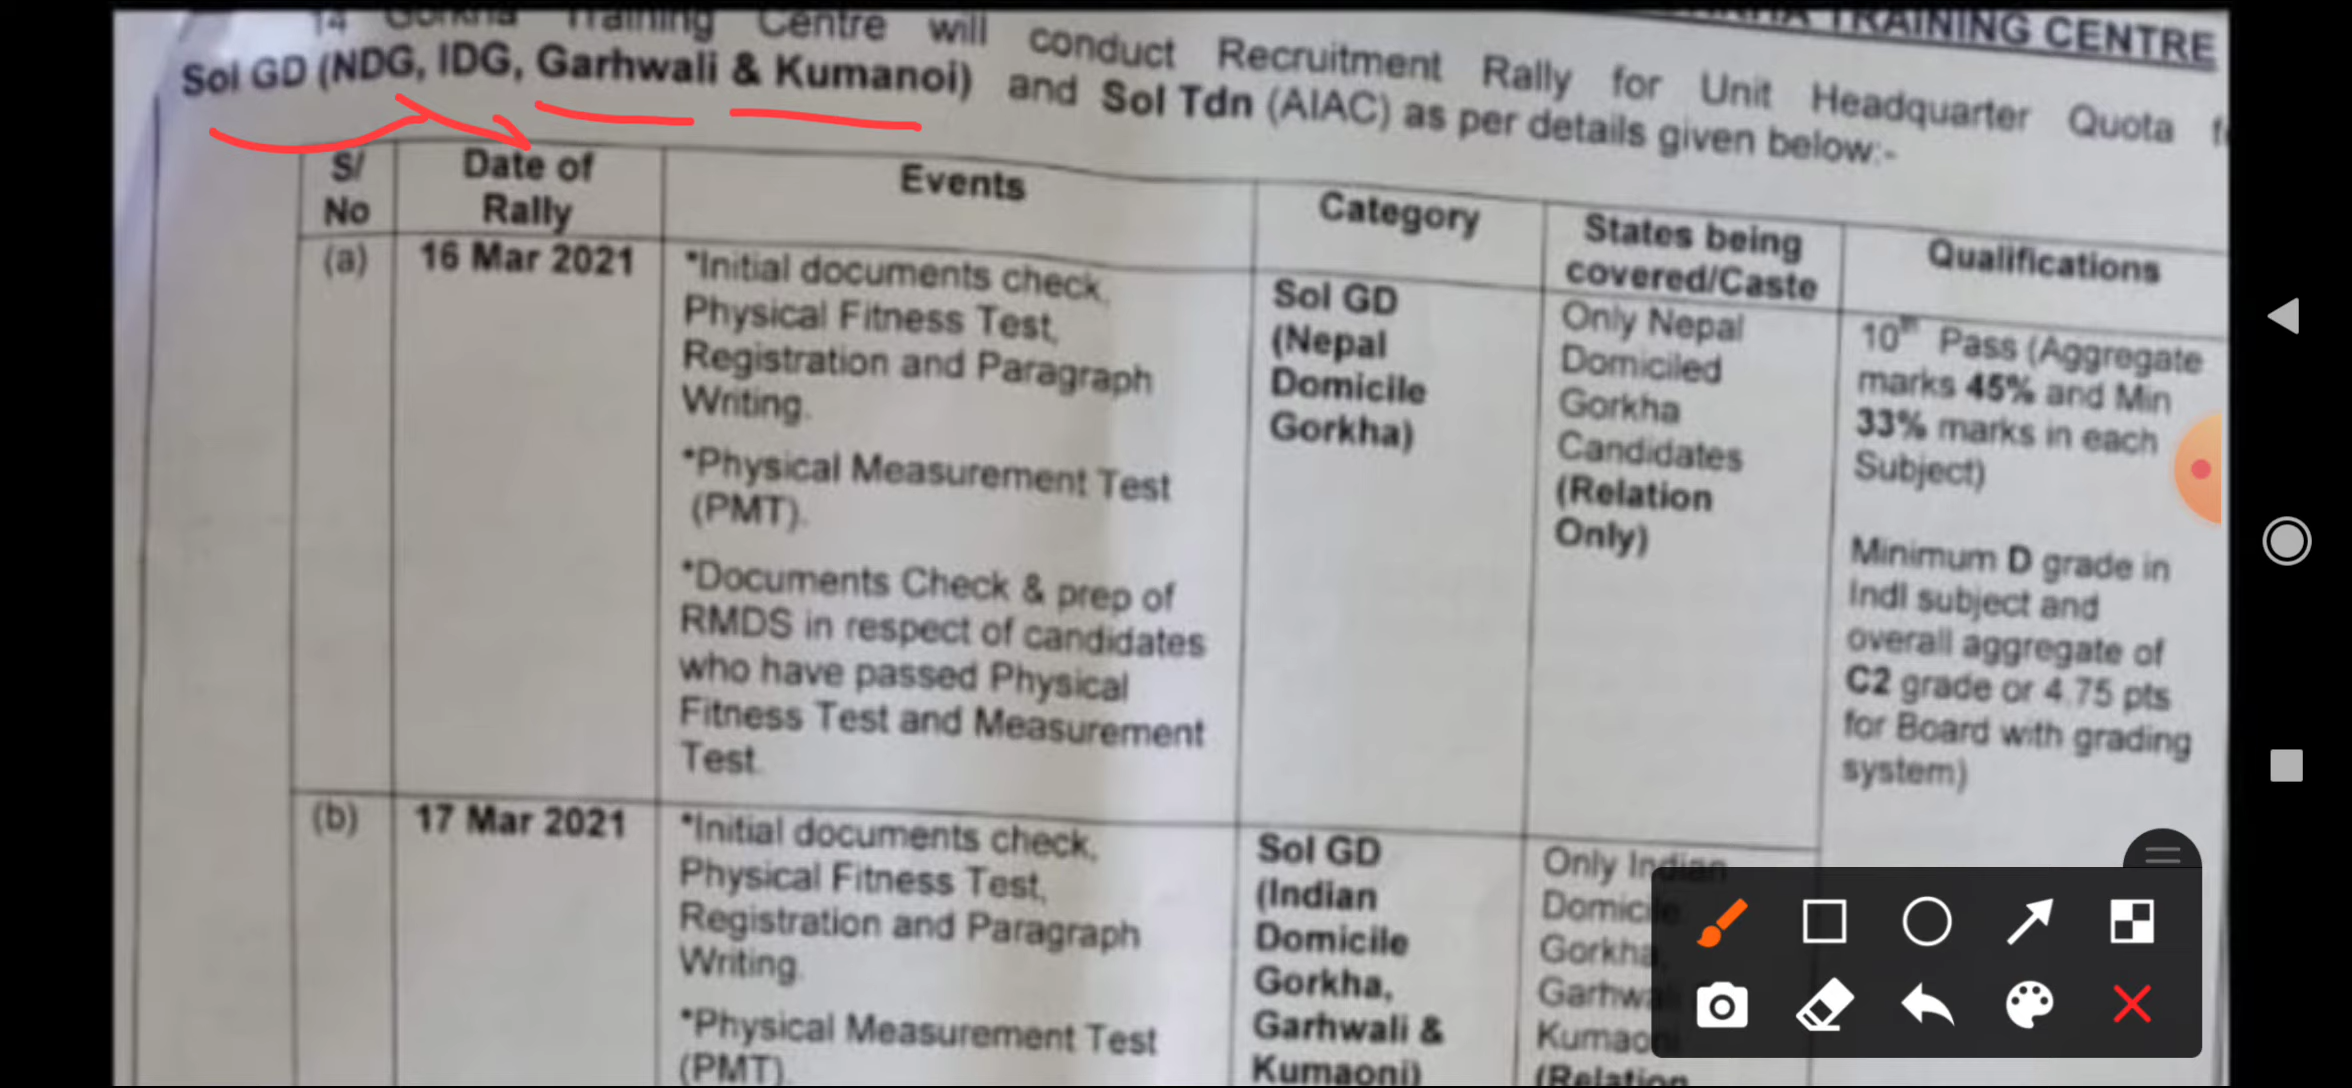 TRAINING CENTRE
14 Gorkha Training Centre will conduct Recruitment Rally for Unit Headquarter Quota
Sol GD (NDG, IDG, Garhwali & Kumanoi) and Sol Tdn (AIAC) as per details given below:-
S/
No
Date of
Rally
Events
Category
States being
covered/Caste
Qualifications
(a)
16 Mar 2021
*Initial documents check,
Physical Fitness Test,
Registration and Paragraph
Writing.
*Physical Measurement Test
(PMT).
*Documents Check & prep of
RMDS in respect of candidates
who have passed Physical
Fitness Test and Measurement
Test.
Sol GD
(Nepal
Domicile
Gorkha)
Only Nepal
Domiciled
Gorkha
Candidates
(Relation
Only)
10th Pass (Aggregate
marks 45% and Min
33% marks in each
Subject)
Minimum D grade in
Indl subject and
overall aggregate of
C2 grade or 4.75 pts
for Board with grading
system)
(b)
17 Mar 2021
*Initial documents check,
Physical Fitness Test,
Registration and Paragraph
Writing.
*Physical Measurement Test
(PMT).
Sol GD
(Indian
Domicile
Gorkha,
Garhwali &
Kumaoni)
Only Indian
Gorkha,
(Relation